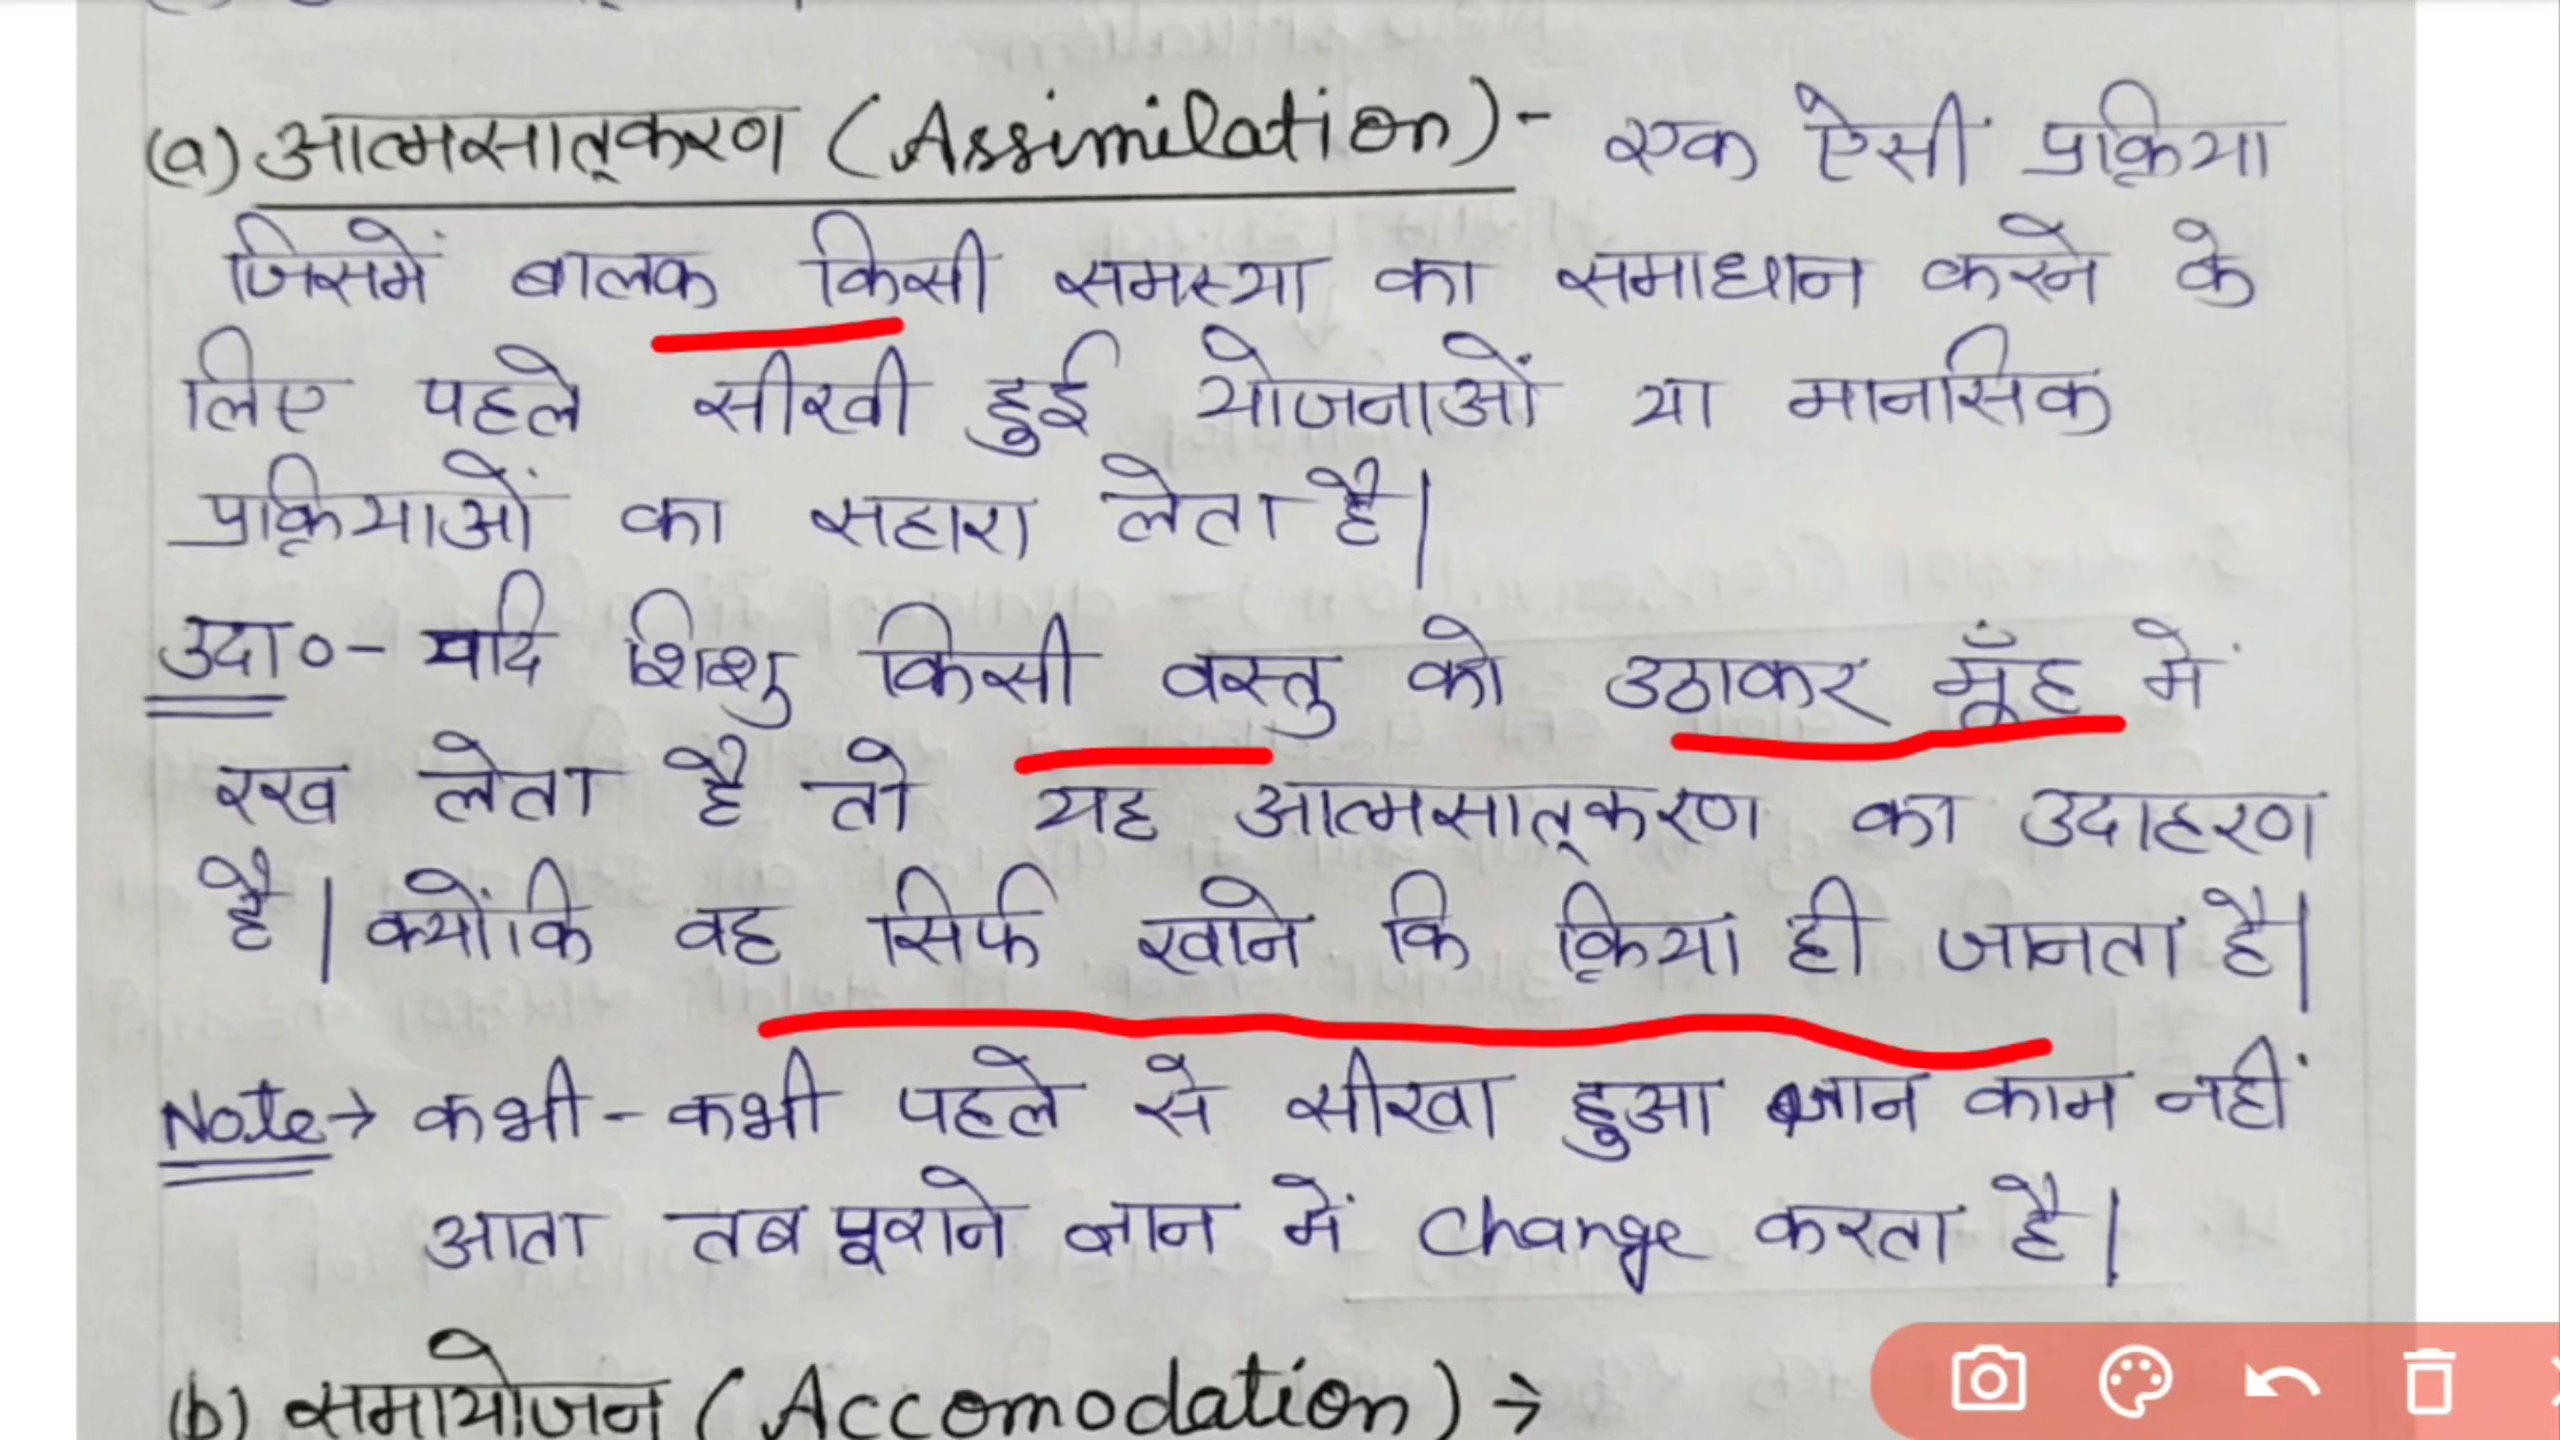 (a) आत्मसात्करण (Assimilation)- एक ऐसी प्रक्रिया
जिसमें बालक किसी समस्या का समाधान करने के
लिए पहले सीखी हुई योजनाओं या मानसिक
प्रक्रियाओं का सहारा लेता है|
उदा०- यदि शिशु किसी वस्तु को उठाकर मूँह में
रख लेता है तो यह आत्मसात्करण का उदाहरण
है| क्योंकि वह सिर्फ खाने कि क्रिया ही जानता है|
Note→ कभी-कभी पहले से सीखा हुआ ज्ञान काम नहीं
आता तब पूराने ज्ञान में change करता है|
(b) समायोजन (Accomodation)→